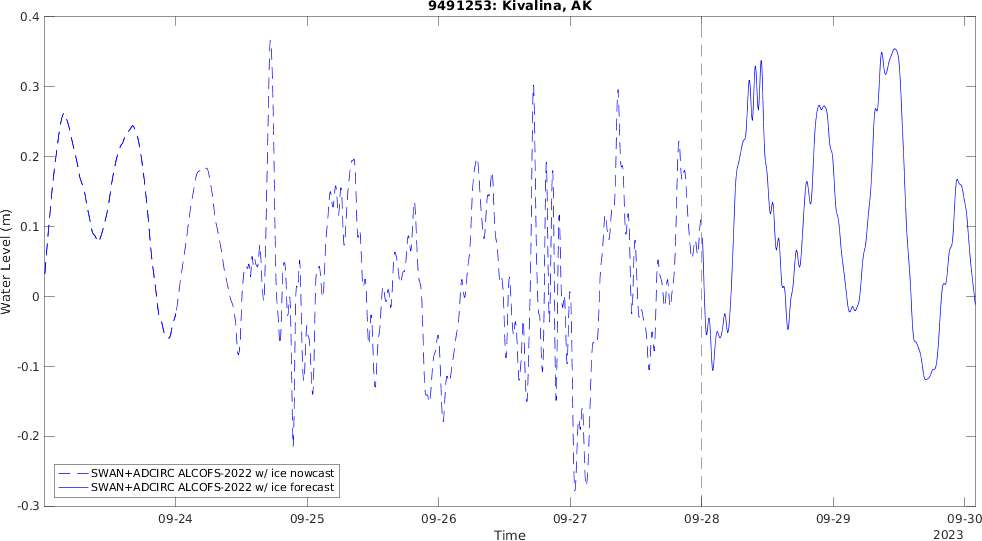 9491253: Kivalina, AK
0.4
0.3
0.2
0.1
0
-0.1
-0.2
-0.3
Water Level (m)
SWAN+ADCIRC ALCOFS-2022 w/ ice nowcast
SWAN+ADCIRC ALCOFS-2022 w/ ice forecast
09-24 09-25 09-26 09-27 09-28 09-29 09-30
Time
2023